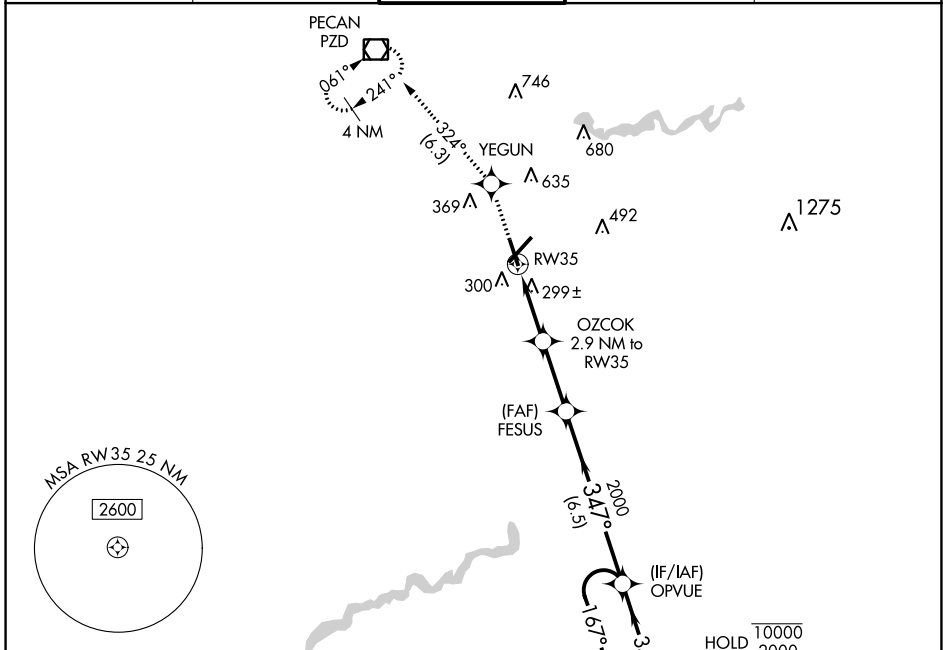 PECAN
PZD
061°
241°
4 NM
746
680
324°
(6.3)
YEGUN
635
369
492
1275
RW35
300
299±
OZCOK
2.9 NM to
RW35
(FAF)
FESUS
MSA RW35 25 NM
2600
2000
347°
(6.5)
(IF/IAF)
OPVUE
167°
HOLD
10000